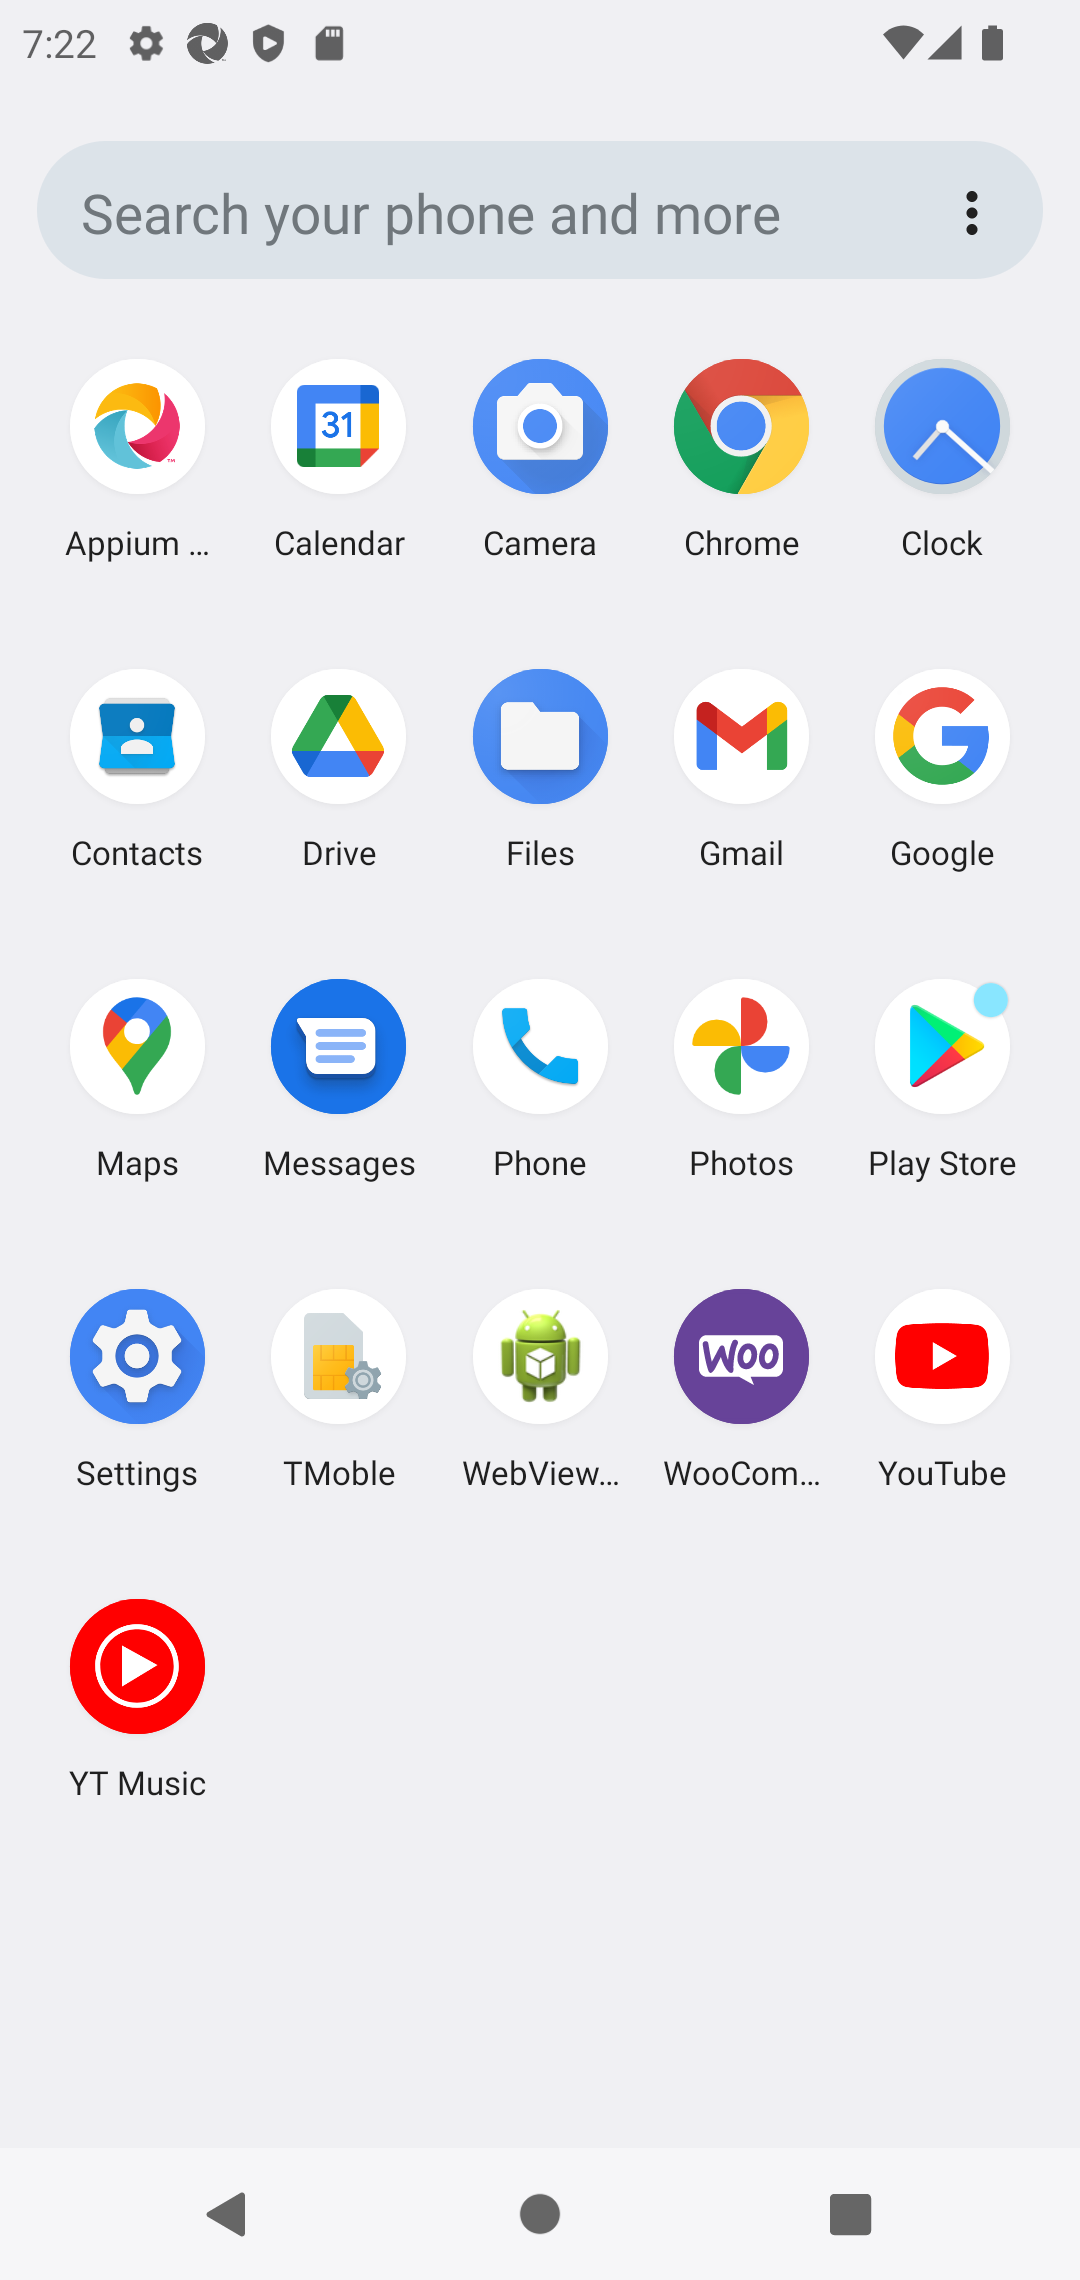 7:22
Search your phone and more
31
Appium ...
Calendar
Camera
Chrome
Clock
Contacts
Drive
Files
Gmail
Google
Maps
Messages
Phone
Photos
Play Store
Woo
Settings
TMoble
WebView...
WooCom...
YouTube
YT Music